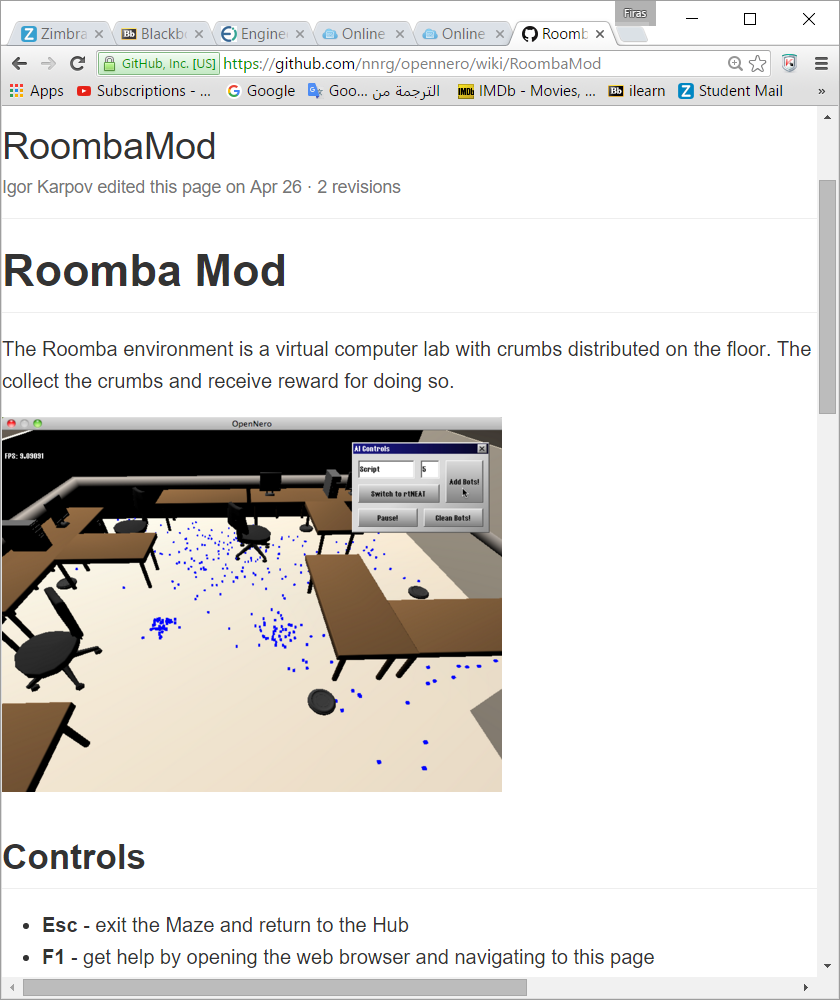 Firas
Zimbra
Blackb
Engine
Online
Online
Roomb
GitHub, Inc. [US]
https://github.com/nnrg/opennero/wiki/RoombaMod
Apps
Subscriptions - ...
Google
Goo... الترجمة من
IMDb - Movies, ...
Bb ilearn
Z Student Mail
»
RoombaMod
Igor Karpov edited this page on Apr 26 · 2 revisions
Roomba Mod
The Roomba environment is a virtual computer lab with crumbs distributed on the floor. The
collect the crumbs and receive reward for doing so.
OpenNero
FPS: 9.09091
AI Controls
Script
5
Add Bots!
Switch to rtNEAT
Pause!
Clean Bots!
Controls
• Esc - exit the Maze and return to the Hub
• F1 - get help by opening the web browser and navigating to this page